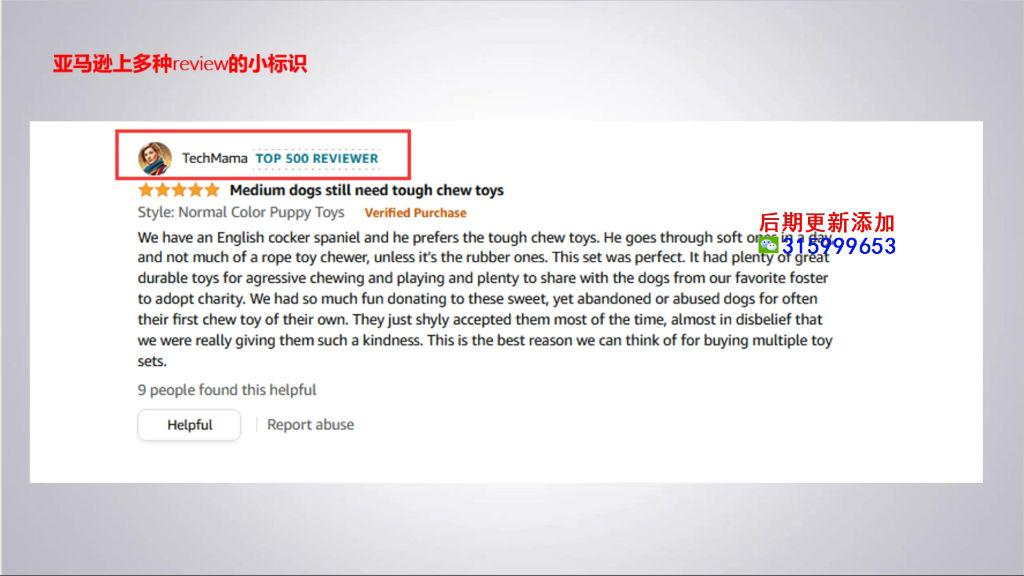 亚马逊上多种review的小标识
TechMama TOP 500 REVIEWER
Medium dogs still need tough chew toys
Style: Normal Color Puppy Toys Verified Purchase
后期更新添加
315999653
We have an English cocker spaniel and he prefers the tough chew toys. He goes through soft ones in a day
and not much of a rope toy chewer, unless it's the rubber ones. This set was perfect. It had plenty of great
durable toys for agressive chewing and playing and plenty to share with the dogs from our favorite foster
to adopt charity. We had so much fun donating to these sweet, yet abandoned or abused dogs for often
their first chew toy of their own. They just shyly accepted them most of the time, almost in disbelief that
we were really giving them such a kindness. This is the best reason we can think of for buying multiple toy
sets.
9 people found this helpful
Helpful Report abuse